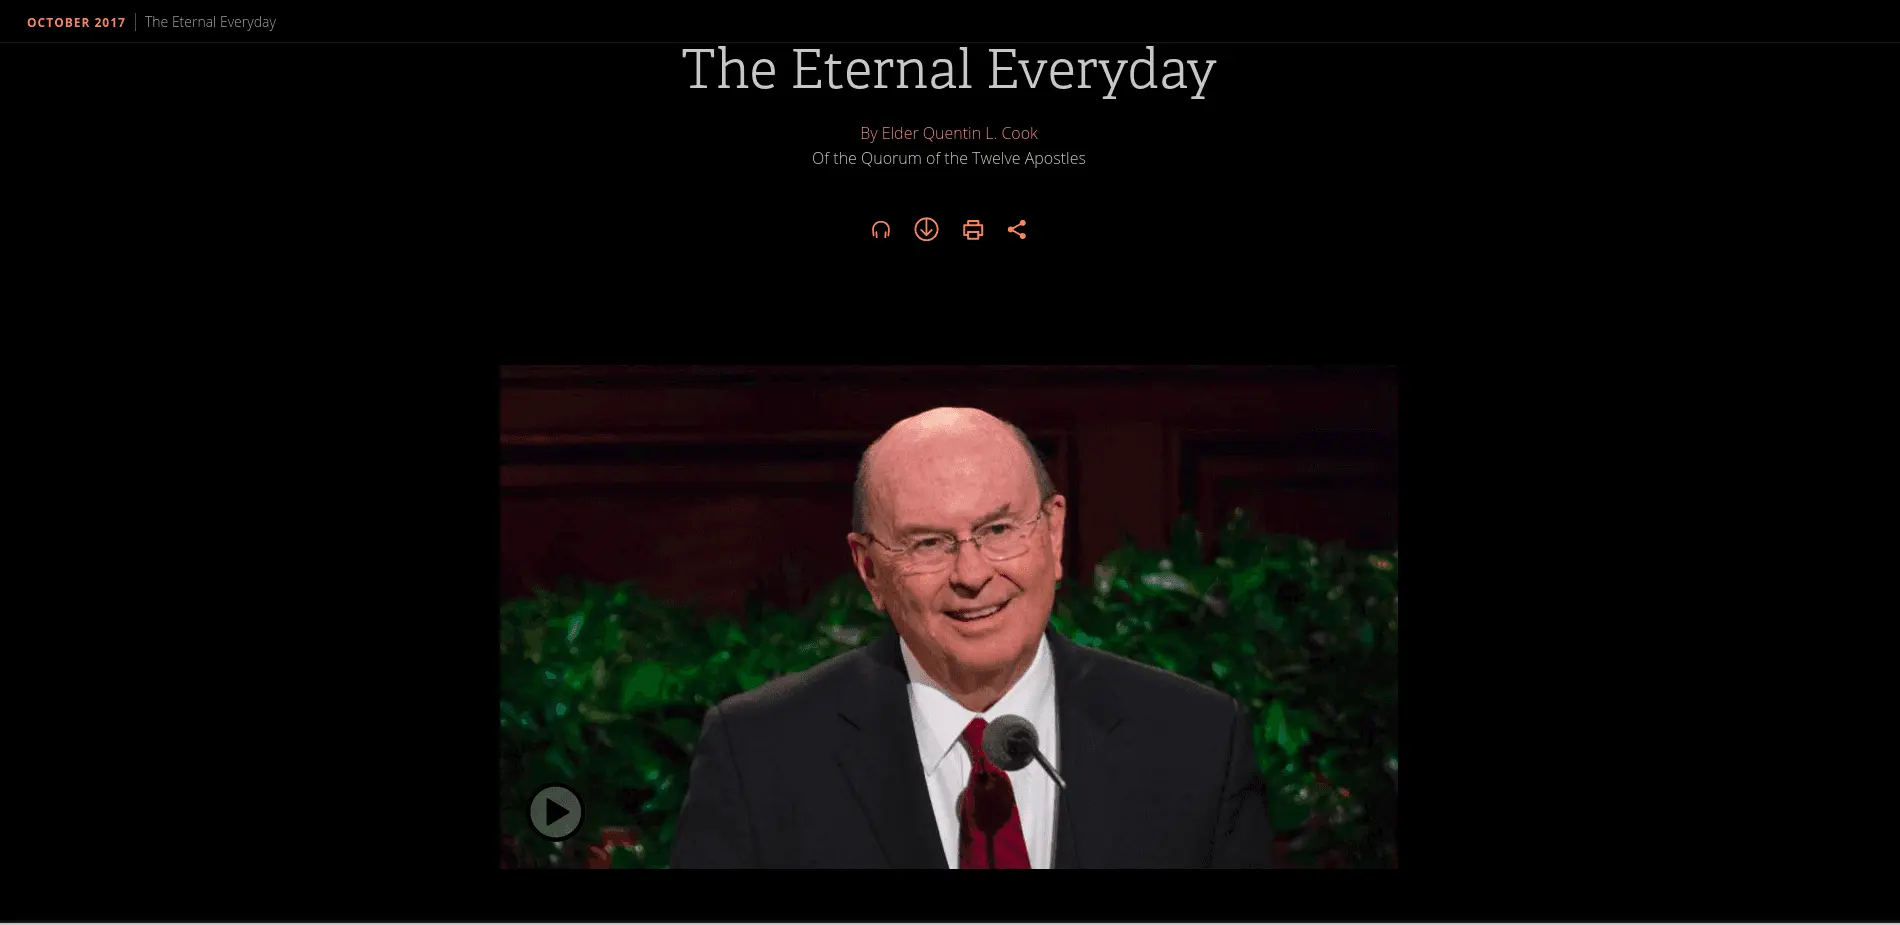 OCTOBER 2017 The Eternal Everyday
The Eternal Everyday
By Elder Quentin L. Cook
Of the Quorum of the Twelve Apostles